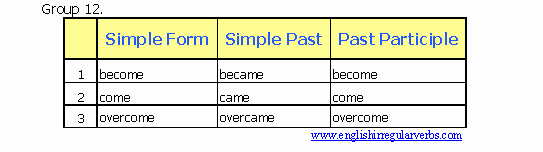 Group 12.
Simple Form Simple Past Past Participle
1 become became become
2 come came come
3 overcome overcame overcome
www.englishirregularverbs.com